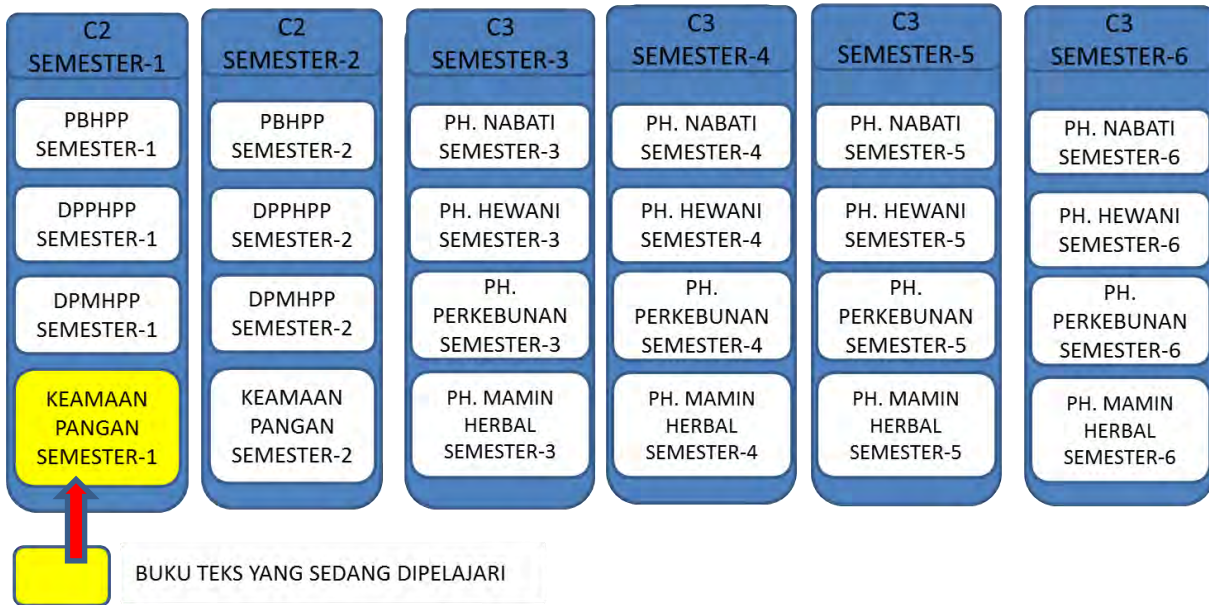 C2
SEMESTER-1
PBHPP
SEMESTER-1
DPPHPP
SEMESTER-1
DPMHPP
SEMESTER-1
KEAMAAN
PANGAN
SEMESTER-1
C2
SEMESTER-2
PBHPP
SEMESTER-2
DPPHPP
SEMESTER-2
DPMHPP
SEMESTER-2
KEAMAAN
PANGAN
SEMESTER-2
C3
SEMESTER-3
PH. NABATI
SEMESTER-3
PH. HEWANI
SEMESTER-3
PH.
PERKEBUNAN
SEMESTER-3
PH. MAMIN
HERBAL
SEMESTER-3
C3
SEMESTER-4
PH. NABATI
SEMESTER-4
PH. HEWANI
SEMESTER-4
PH.
PERKEBUNAN
SEMESTER-4
PH. MAMIN
HERBAL
SEMESTER-4
C3
SEMESTER-5
PH. NABATI
SEMESTER-5
PH. HEWANI
SEMESTER-5
PH.
PERKEBUNAN
SEMESTER-5
PH. MAMIN
HERBAL
SEMESTER-5
C3
SEMESTER-6
PH. NABATI
SEMESTER-6
PH. HEWANI
SEMESTER-6
PH.
PERKEBUNAN
SEMESTER-6
PH. MAMIN
HERBAL
SEMESTER-6
BUKU TEKS YANG SEDANG DIPELAJARI